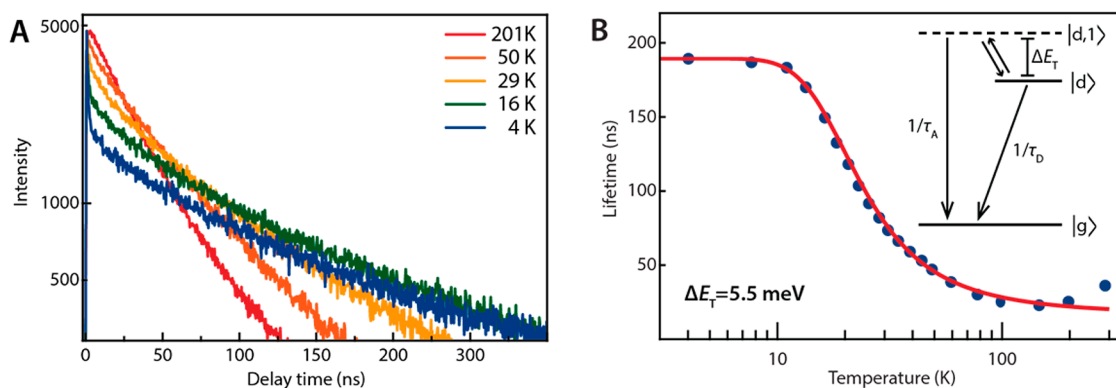 A
5000
1000
500
Intensity
0
50
100
150
200
250
300
Delay time (ns)
201 K
50 K
29 K
16 K
4 K
B
200
150
100
50
Lifetime (ns)
10
100
Temperature (K)
ΔE_T=5.5 meV
|d,1⟩
ΔE_T
|d⟩
1/τ_A
1/τ_D
|g⟩